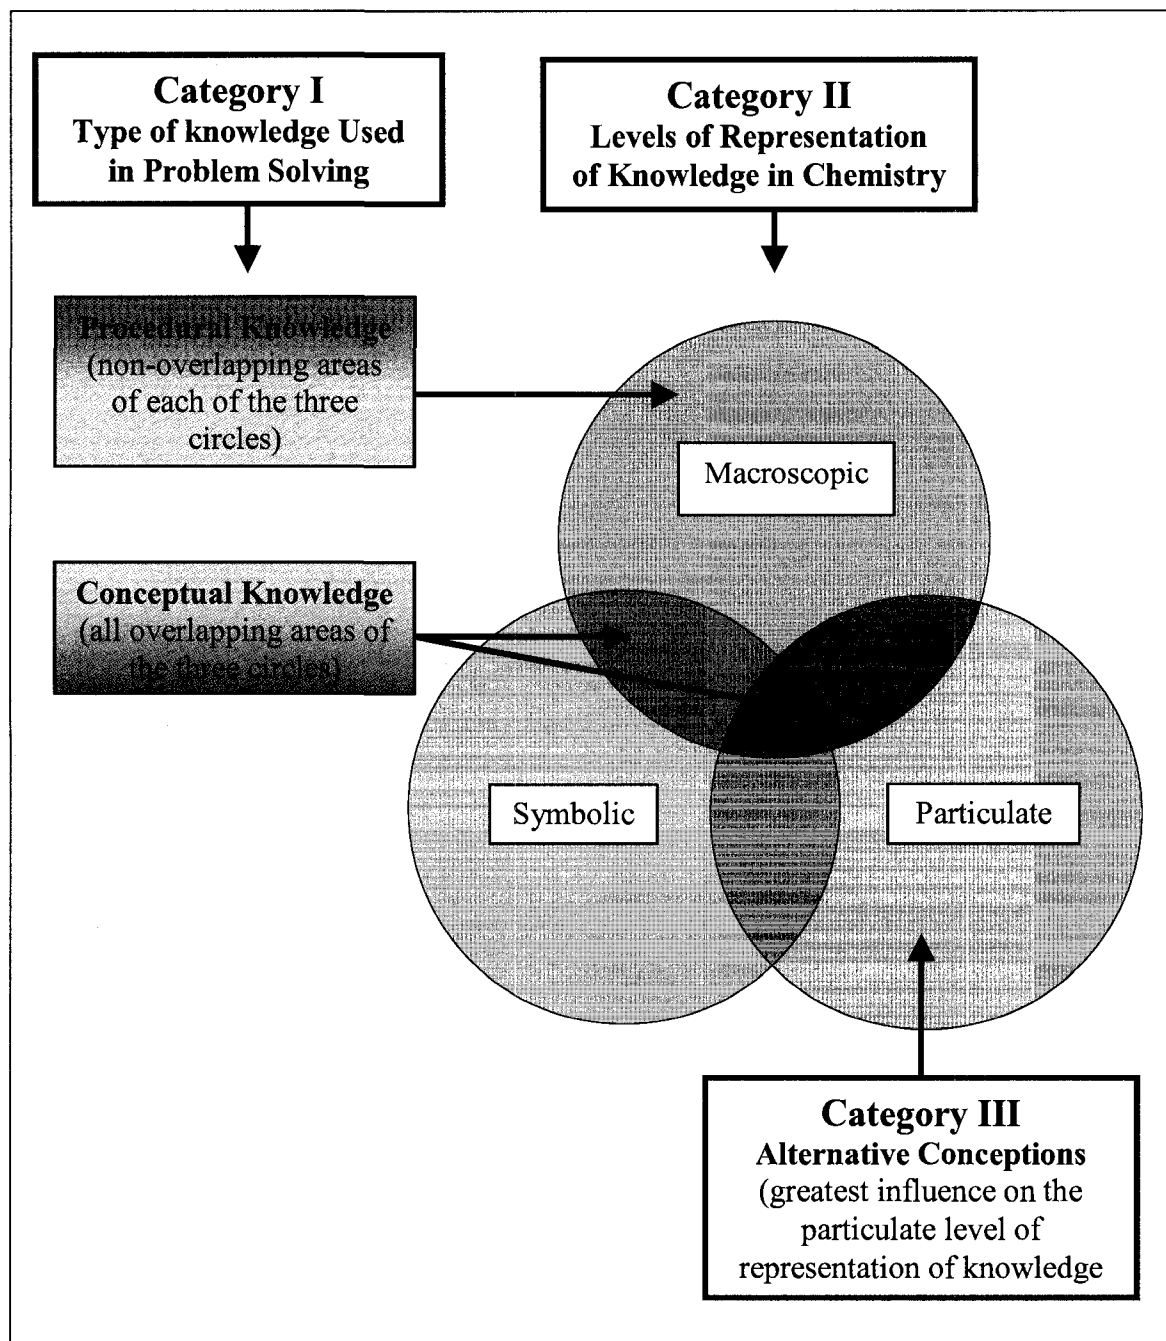 Category I
Type of knowledge Used
in Problem Solving
Category II
Levels of Representation
of Knowledge in Chemistry
Procedural Knowledge
(non-overlapping areas
of each of the three
circles)
Macroscopic
Conceptual Knowledge
(all overlapping areas of
the three circles)
Symbolic
Particulate
Category III
Alternative Conceptions
(greatest influence on the
particulate level of
representation of knowledge